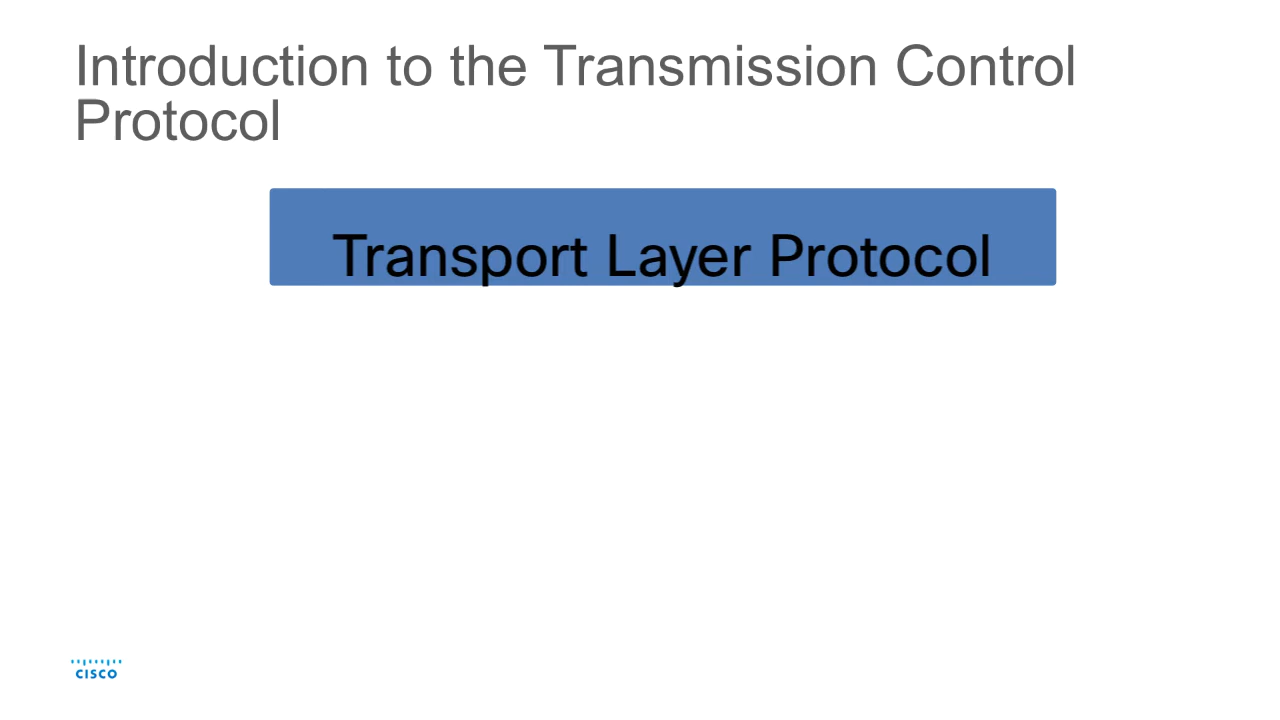 Introduction to the Transmission Control
Protocol
Transport Layer Protocol
CISCO